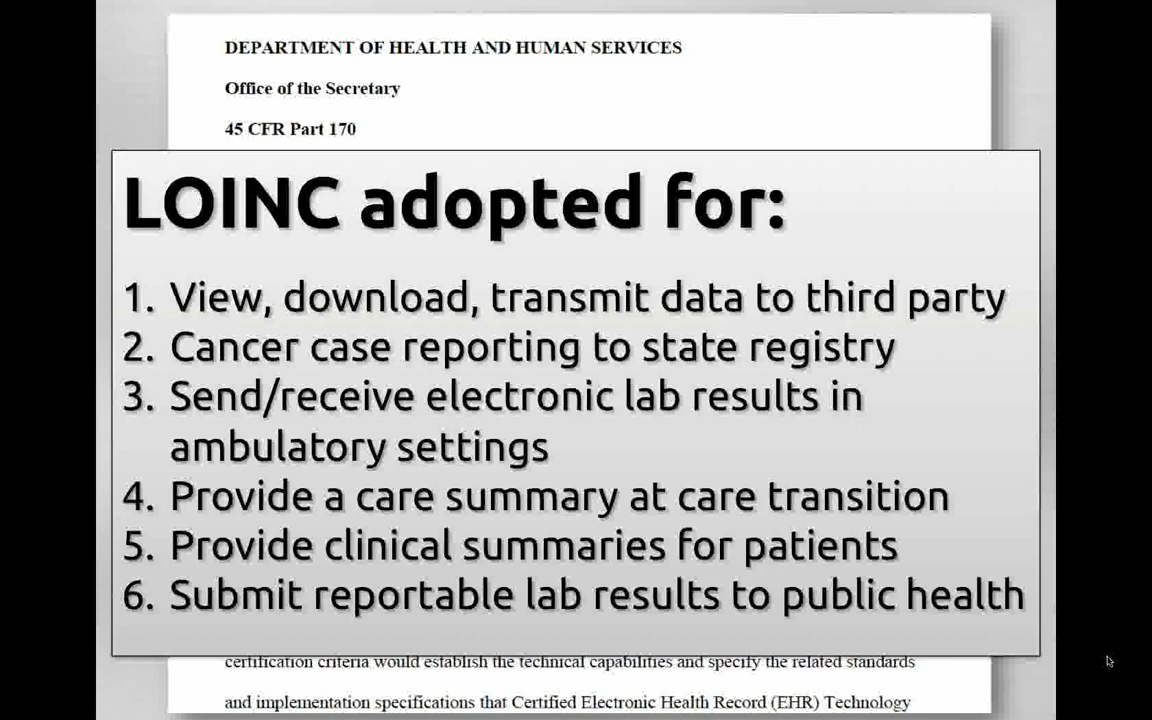 DEPARTMENT OF HEALTH AND HUMAN SERVICES
Office of the Secretary
45 CFR Part 170
LOINC adopted for:
1. View, download, transmit data to third party
2. Cancer case reporting to state registry
3. Send/receive electronic lab results in
ambulatory settings
4. Provide a care summary at care transition
5. Provide clinical summaries for patients
6. Submit reportable lab results to public health
certification criteria would establish the technical capabilities and specify the related standards
and implementation specifications that Certified Electronic Health Record (EHR) Technology